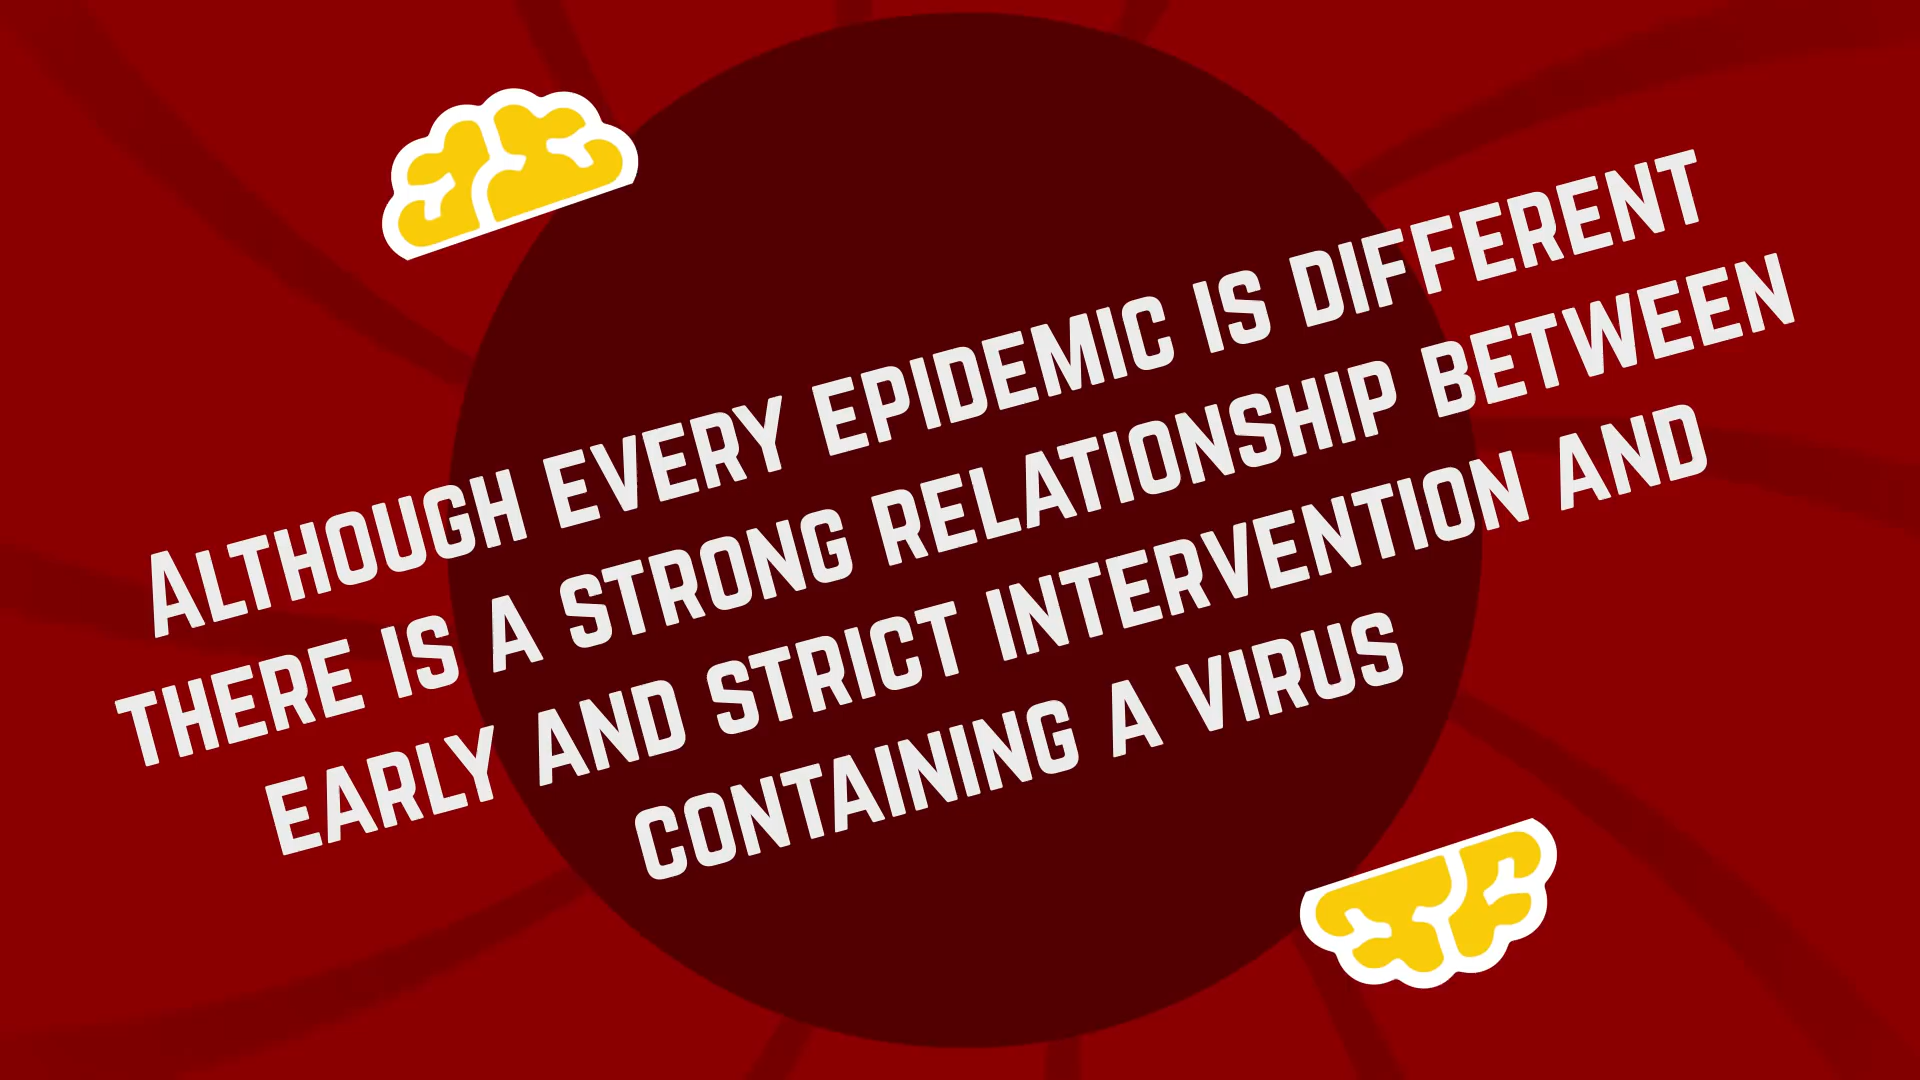 ALTHOUGH EVERY EPIDEMIC IS DIFFERENT
THERE IS A STRONG RELATIONSHIP BETWEEN
EARLY AND STRICT INTERVENTION AND
CONTAINING A VIRUS